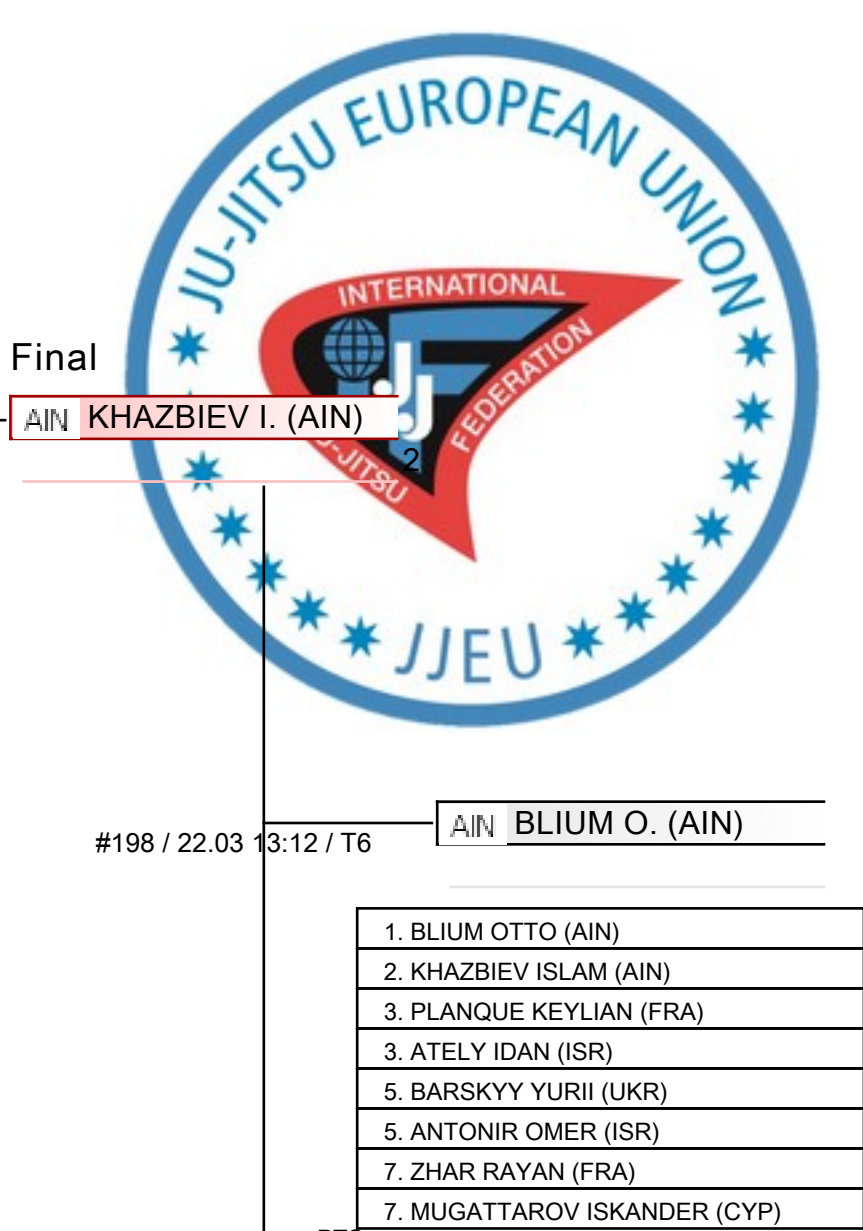 JU-JITSU EUROPEAN UNION
INTERNATIONAL
FEDERATION
JJEU
Final
AIN KHAZBIEV I. (AIN)
2
#198 / 22.03 13:12 / T6
AIN BLIUM O. (AIN)
1. BLIUM OTTO (AIN)
2. KHAZBIEV ISLAM (AIN)
3. PLANQUE KEYLIAN (FRA)
3. ATELY IDAN (ISR)
5. BARSKYY YURII (UKR)
5. ANTONIR OMER (ISR)
7. ZHAR RAYAN (FRA)
7. MUGATTAROV ISKANDER (CYP)